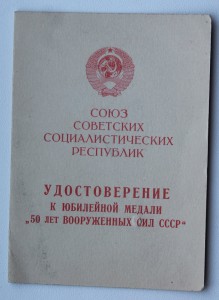 СОЮЗ
СОВЕТСКИХ
СОЦИАЛИСТИЧЕСКИХ
РЕСПУБЛИК
УДОСТОВЕРЕНИЕ
К ЮБИЛЕЙНОЙ МЕДАЛИ
„50 ЛЕТ ВООРУЖЕННЫХ СИЛ СССР“